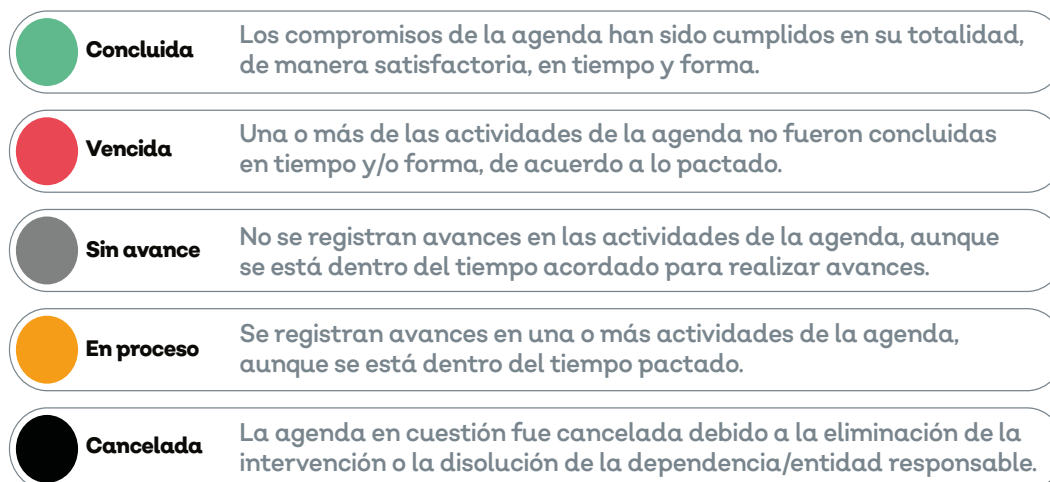 Concluida
Los compromisos de la agenda han sido cumplidos en su totalidad,
de manera satisfactoria, en tiempo y forma.
Vencida
Una o más de las actividades de la agenda no fueron concluidas
en tiempo y/o forma, de acuerdo a lo pactado.
Sin avance
No se registran avances en las actividades de la agenda, aunque
se está dentro del tiempo acordado para realizar avances.
En proceso
Se registran avances en una o más actividades de la agenda,
aunque se está dentro del tiempo pactado.
Cancelada
La agenda en cuestión fue cancelada debido a la eliminación de la
intervención o la disolución de la dependencia/entidad responsable.